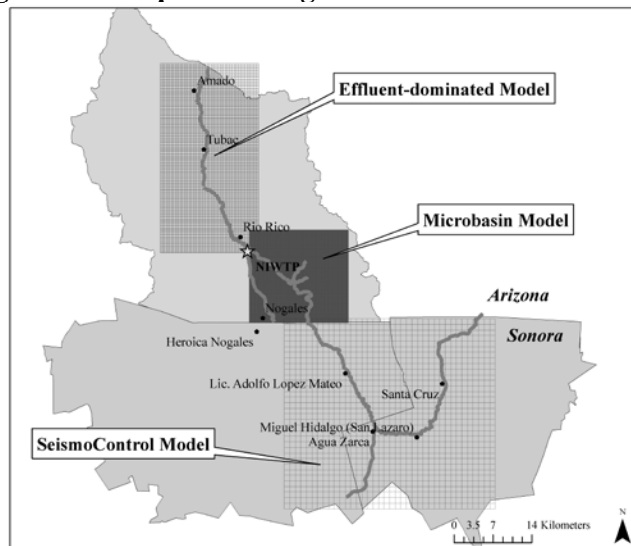 Amado
Effluent-dominated Model
Tubac
Rio Rico
Microbasin Model
NIWTP
Nogales
Arizona
Sonora
Heroica Nogales
Lic. Adolfo Lopez Mateo
Santa Cruz
Miguel Hidalgo (San Lazaro)
Agua Zarca
SeismoControl Model
0 3.5 7 14 Kilometers
N